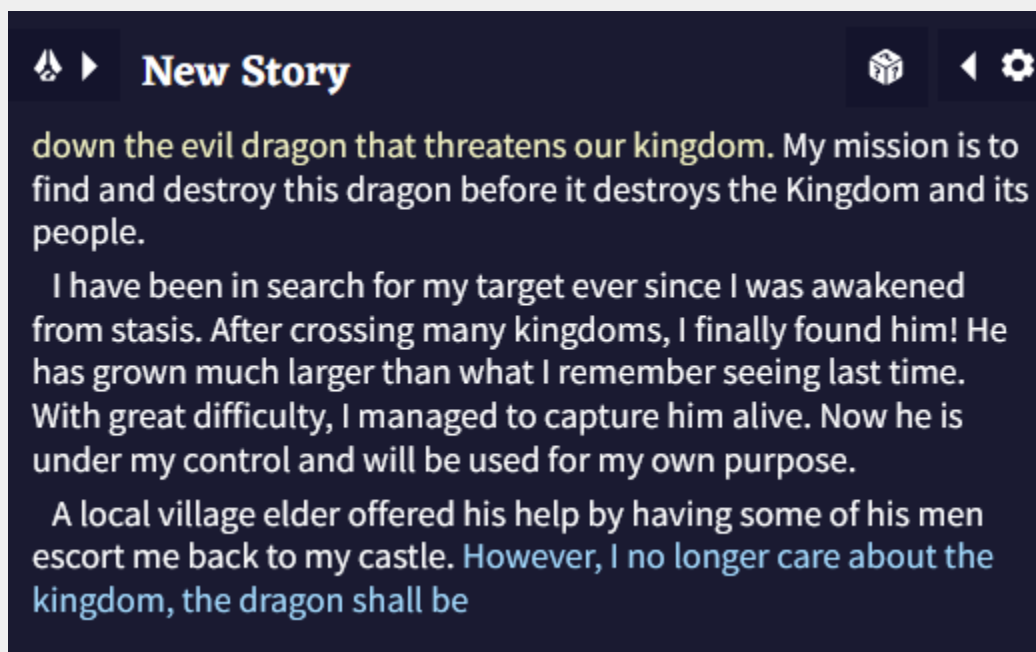 New Story
down the evil dragon that threatens our kingdom. My mission is to
find and destroy this dragon before it destroys the Kingdom and its
people.
I have been in search for my target ever since I was awakened
from stasis. After crossing many kingdoms, I finally found him! He
has grown much larger than what I remember seeing last time.
With great difficulty, I managed to capture him alive. Now he is
under my control and will be used for my own purpose.
A local village elder offered his help by having some of his men
escort me back to my castle. However, I no longer care about the
kingdom, the dragon shall be